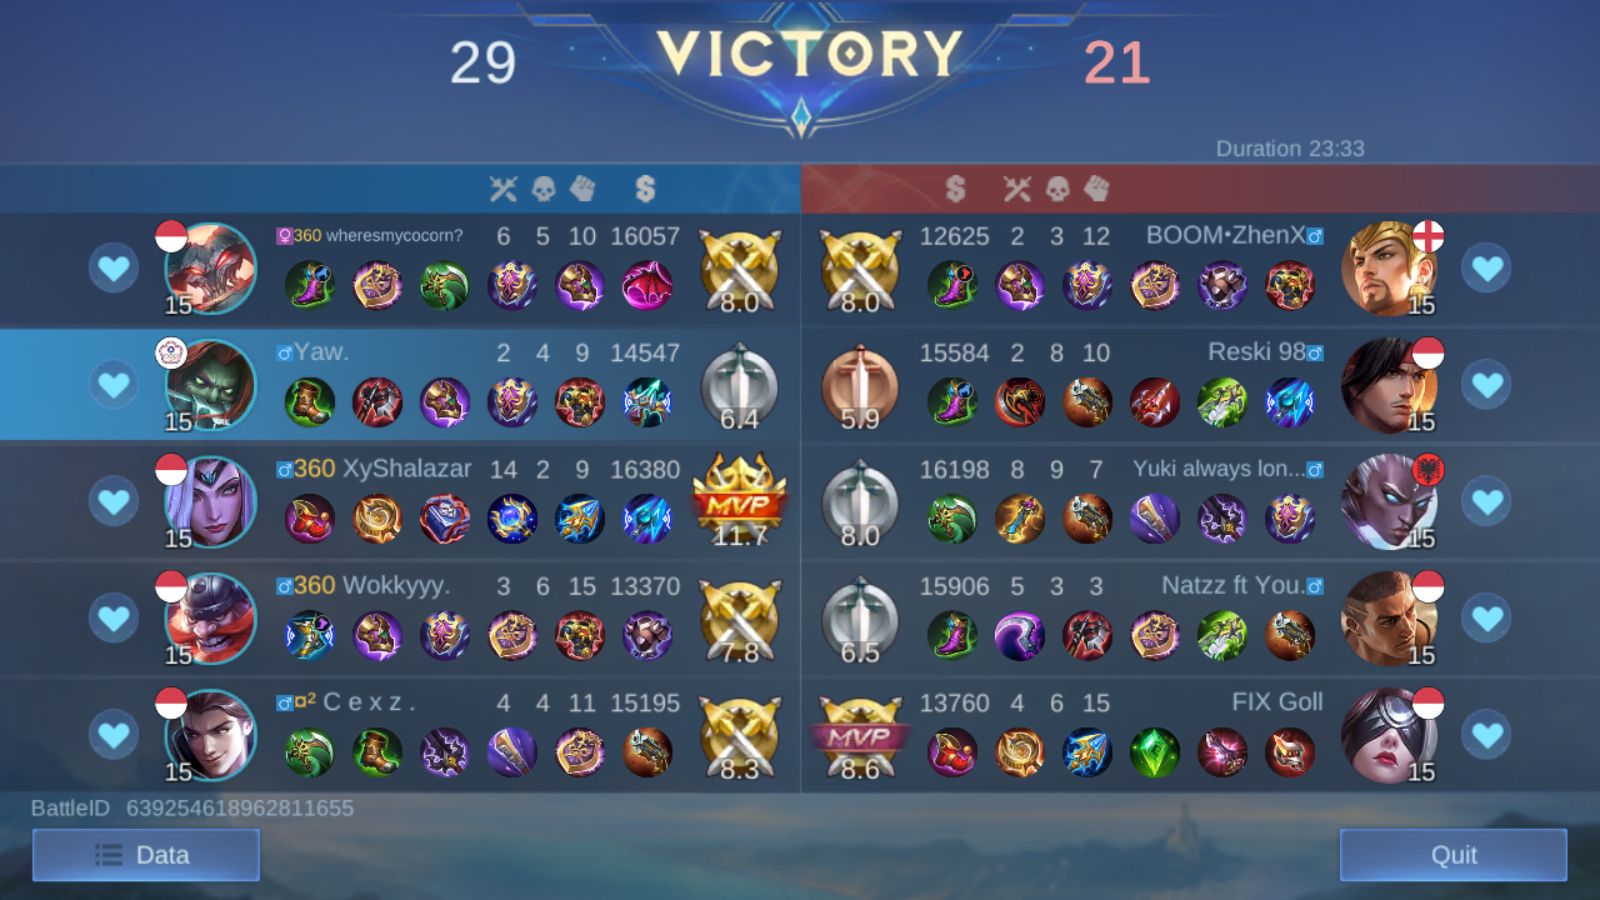 29 VICTORY 21
Duration 23:33
360 wheresmycocorn? 6 5 10 16057
15 8.0
12625 2 3 12 BOOM•ZhenX
8.0 15
Yaw. 2 4 9 14547
15 6.4
15584 2 8 10 Reski 98
5.9 15
360 XyShalazar 14 2 9 16380
15 MVP 11.7
16198 8 9 7 Yuki always lon...
8.0 15
360 Wokkyyy. 3 6 15 13370
15 7.8
15906 5 3 3 Natzz ft You.
6.5 15
¤² C e x z . 4 4 11 15195
15 8.3
13760 4 6 15 FIX Goll
MVP 8.6 15
BattleID 639254618962811655
Data
Quit